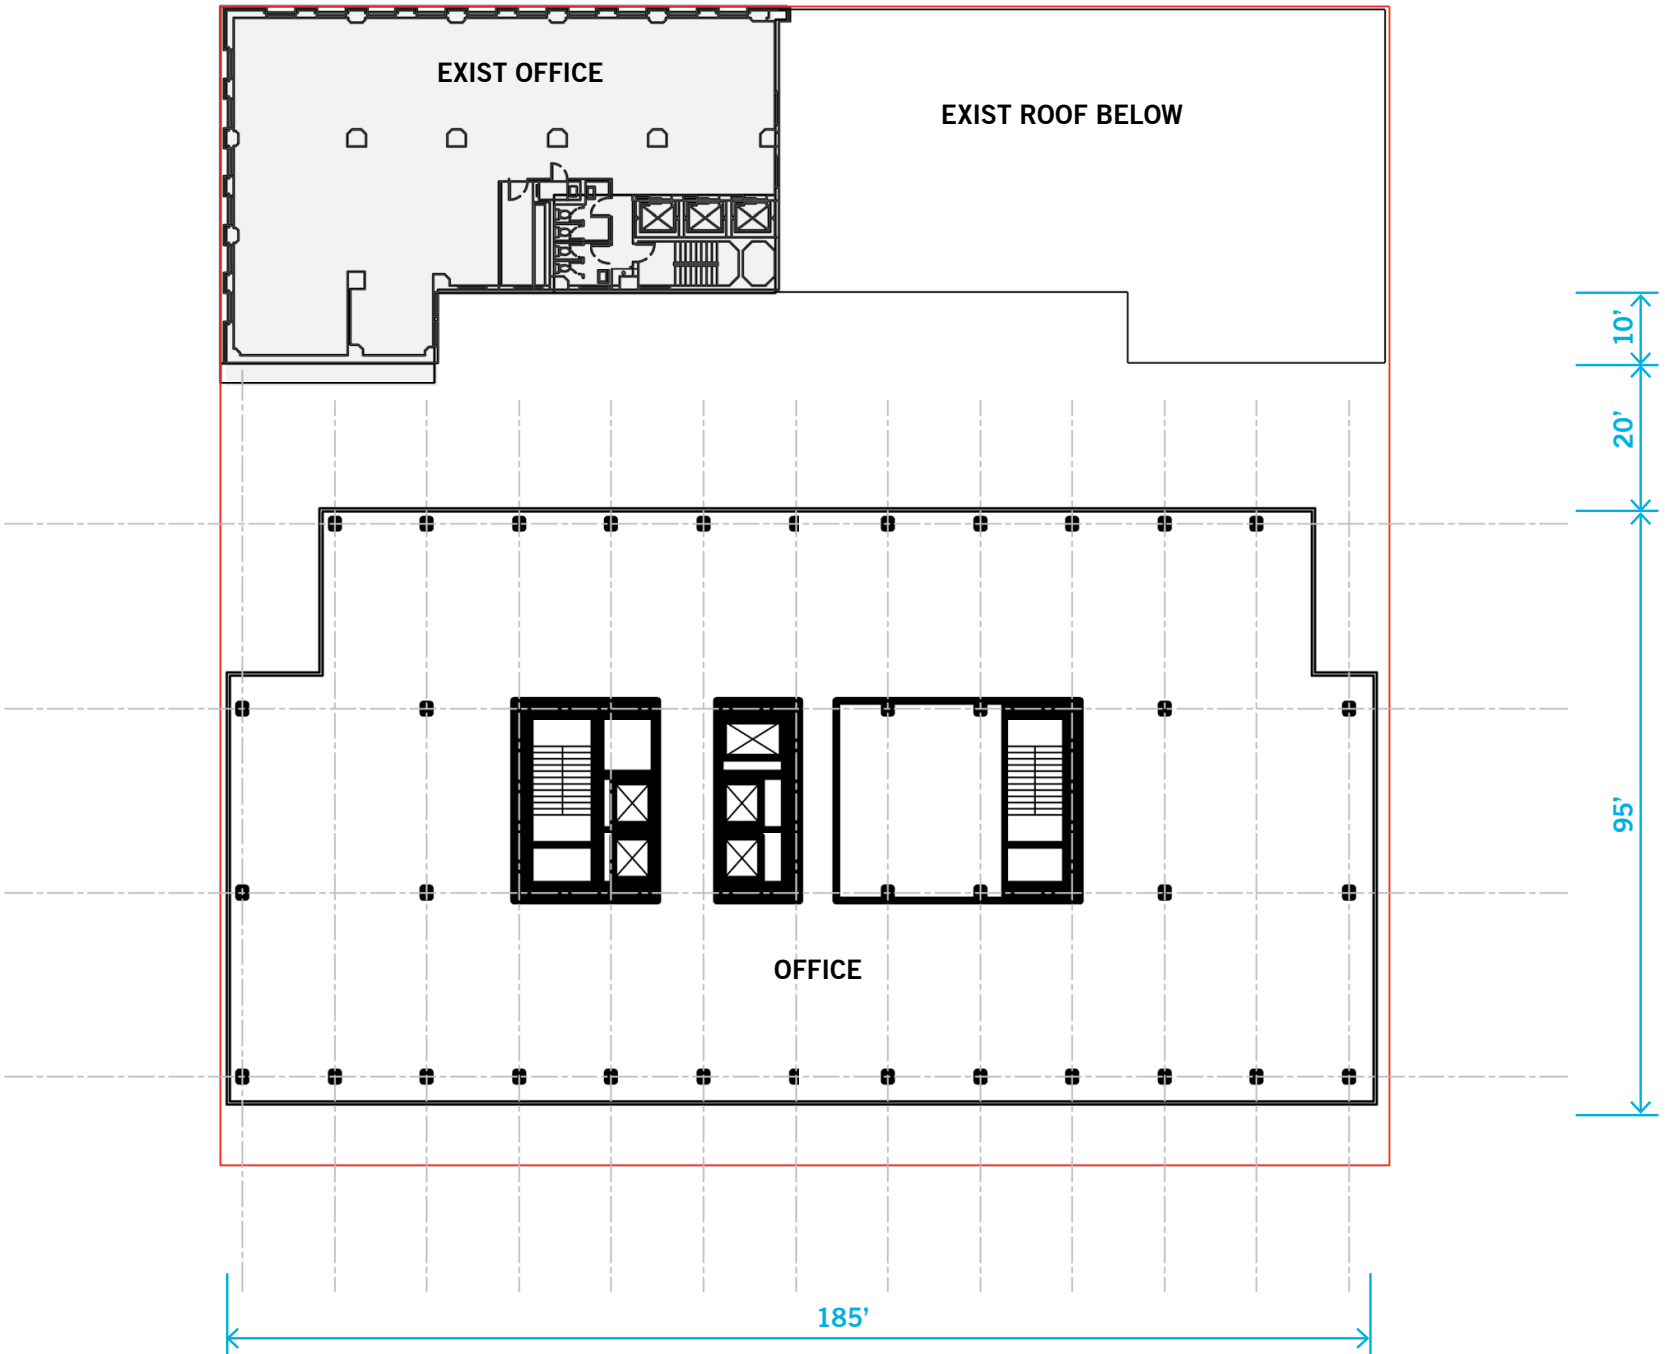 EXIST OFFICE
EXIST ROOF BELOW
10’
20’
95’
OFFICE
185’